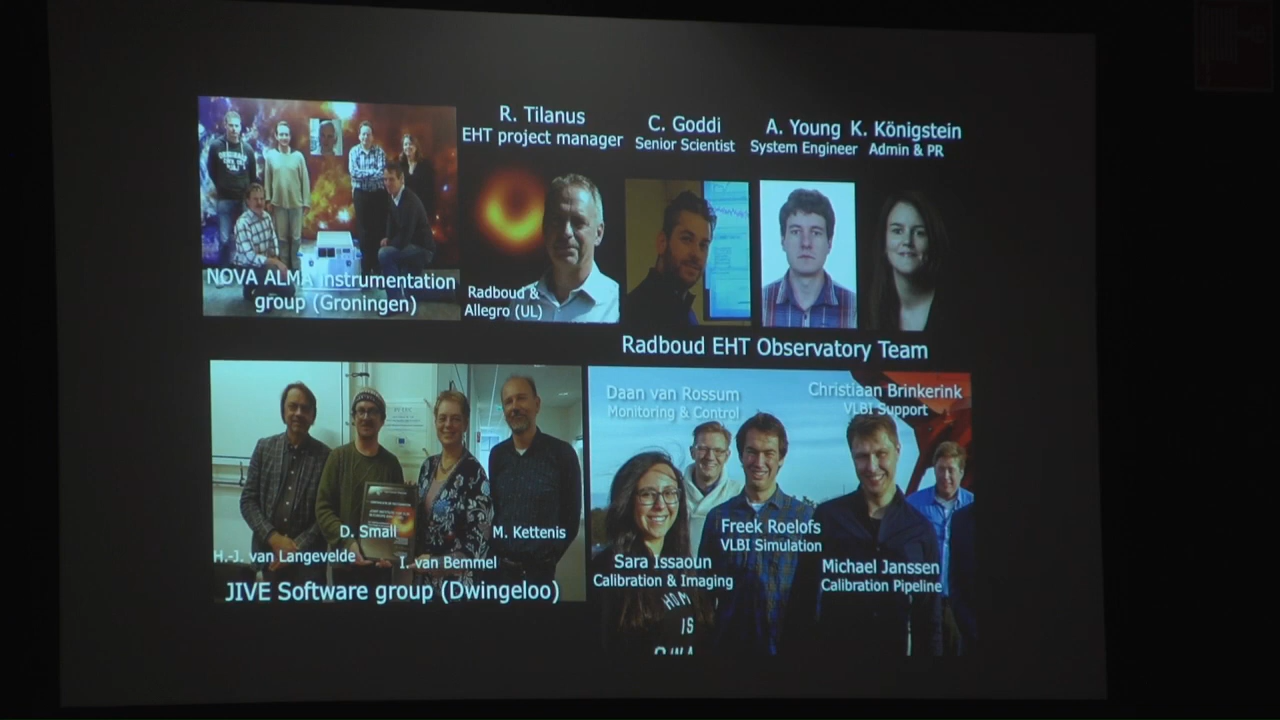 R. Tilanus
EHT project manager
C. Goddi
Senior Scientist
A. Young
System Engineer
K. Königstein
Admin & PR
NOVA ALMA Instrumentation
group (Groningen)
Radboud &
Allegro (UL)
Radboud EHT Observatory Team
D. Small
M. Kettenis
H.-J. van Langevelde
I. van Bemmel
JIVE Software group (Dwingeloo)
Daan van Rossum
Monitoring & Control
Christiaan Brinkerink
VLBI Support
Freek Roelofs
VLBI Simulation
Sara Issaoun
Calibration & Imaging
Michael Janssen
Calibration Pipeline
HOM
IS